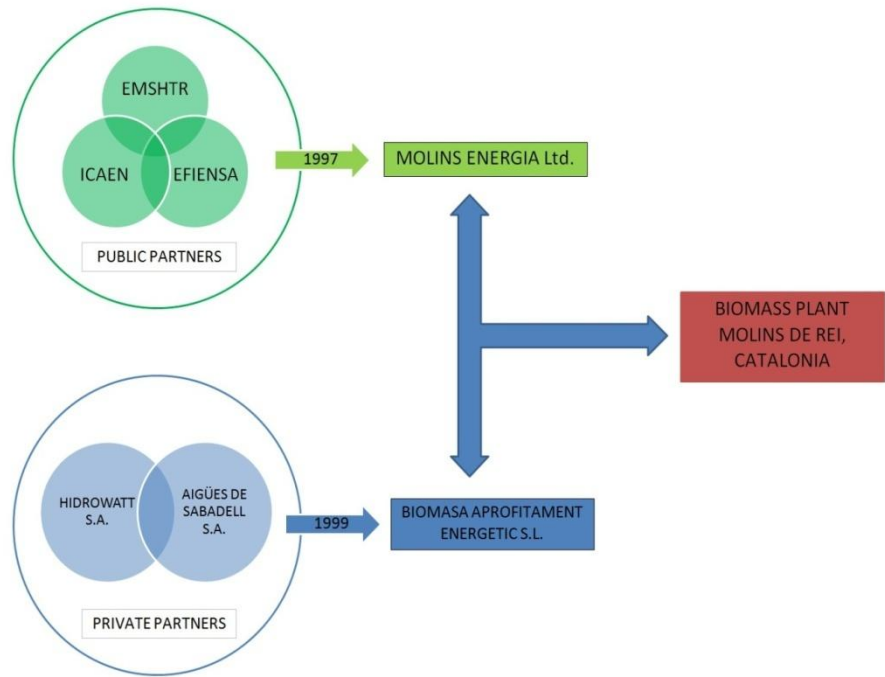 EMSHTR
ICAEN
EFIENSA
PUBLIC PARTNERS
1997
MOLINS ENERGIA Ltd.
BIOMASS PLANT
MOLINS DE REI,
CATALONIA
HIDROWATT
S.A.
AIGÜES DE
SABADELL
S.A.
PRIVATE PARTNERS
1999
BIOMASA APROFITAMENT
ENERGETIC S.L.